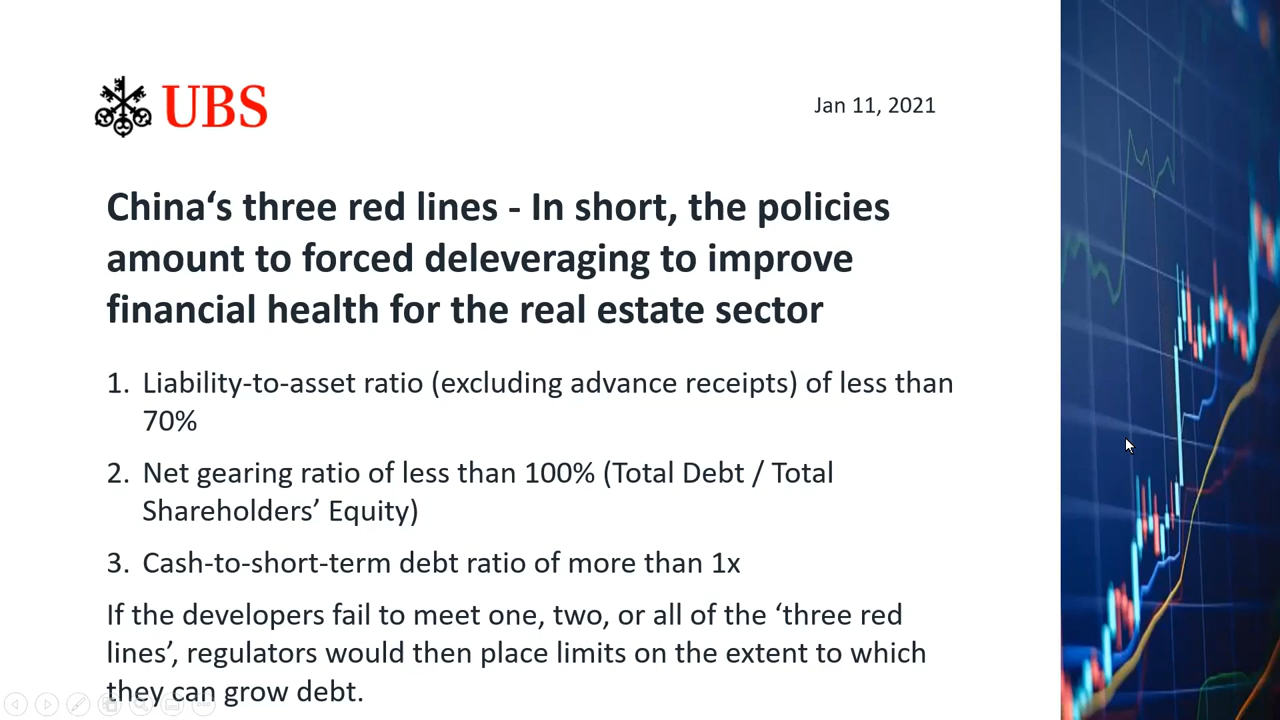 UBS
Jan 11, 2021
China‘s three red lines - In short, the policies
amount to forced deleveraging to improve
financial health for the real estate sector
1. Liability-to-asset ratio (excluding advance receipts) of less than
70%
2. Net gearing ratio of less than 100% (Total Debt / Total
Shareholders’ Equity)
3. Cash-to-short-term debt ratio of more than 1x
If the developers fail to meet one, two, or all of the ‘three red
lines’, regulators would then place limits on the extent to which
they can grow debt.